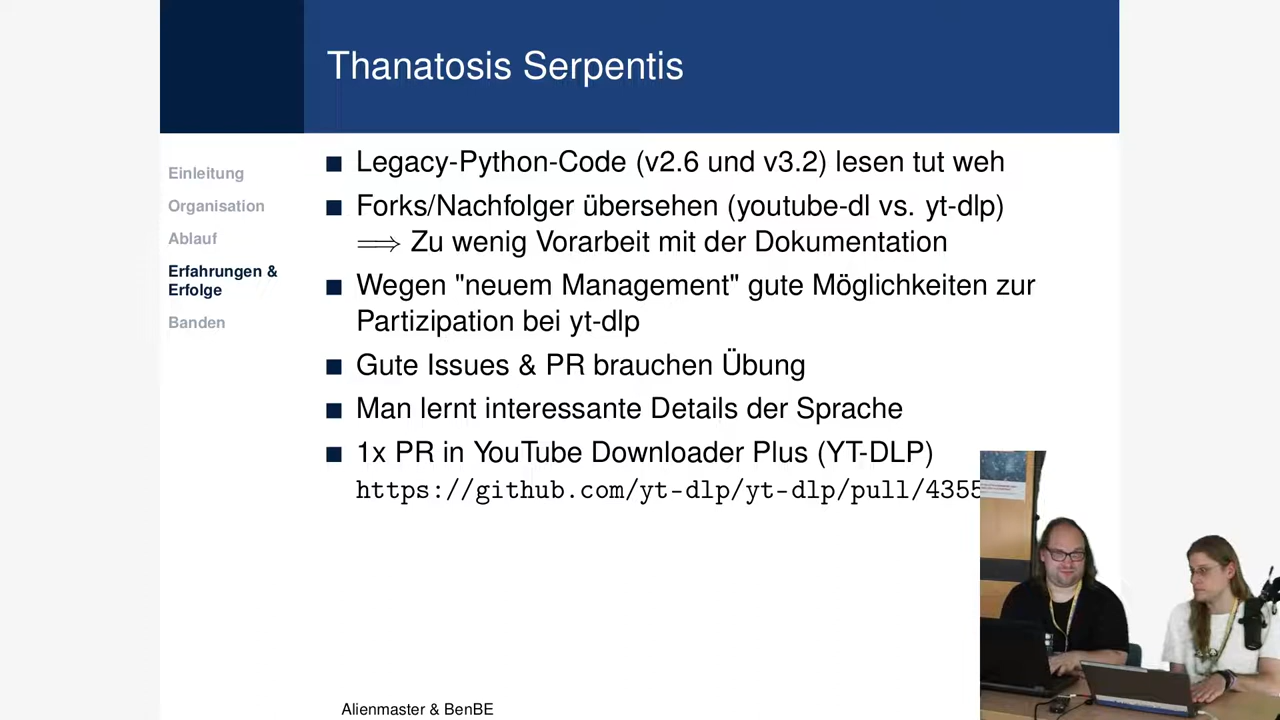 Thanatosis Serpentis
Einleitung
Organisation
Ablauf
Erfahrungen &
Erfolge
Banden
Legacy-Python-Code (v2.6 und v3.2) lesen tut weh
Forks/Nachfolger übersehen (youtube-dl vs. yt-dlp)
⟹ Zu wenig Vorarbeit mit der Dokumentation
Wegen "neuem Management" gute Möglichkeiten zur
Partizipation bei yt-dlp
Gute Issues & PR brauchen Übung
Man lernt interessante Details der Sprache
1x PR in YouTube Downloader Plus (YT-DLP)
https://github.com/yt-dlp/yt-dlp/pull/4355
Alienmaster & BenBE